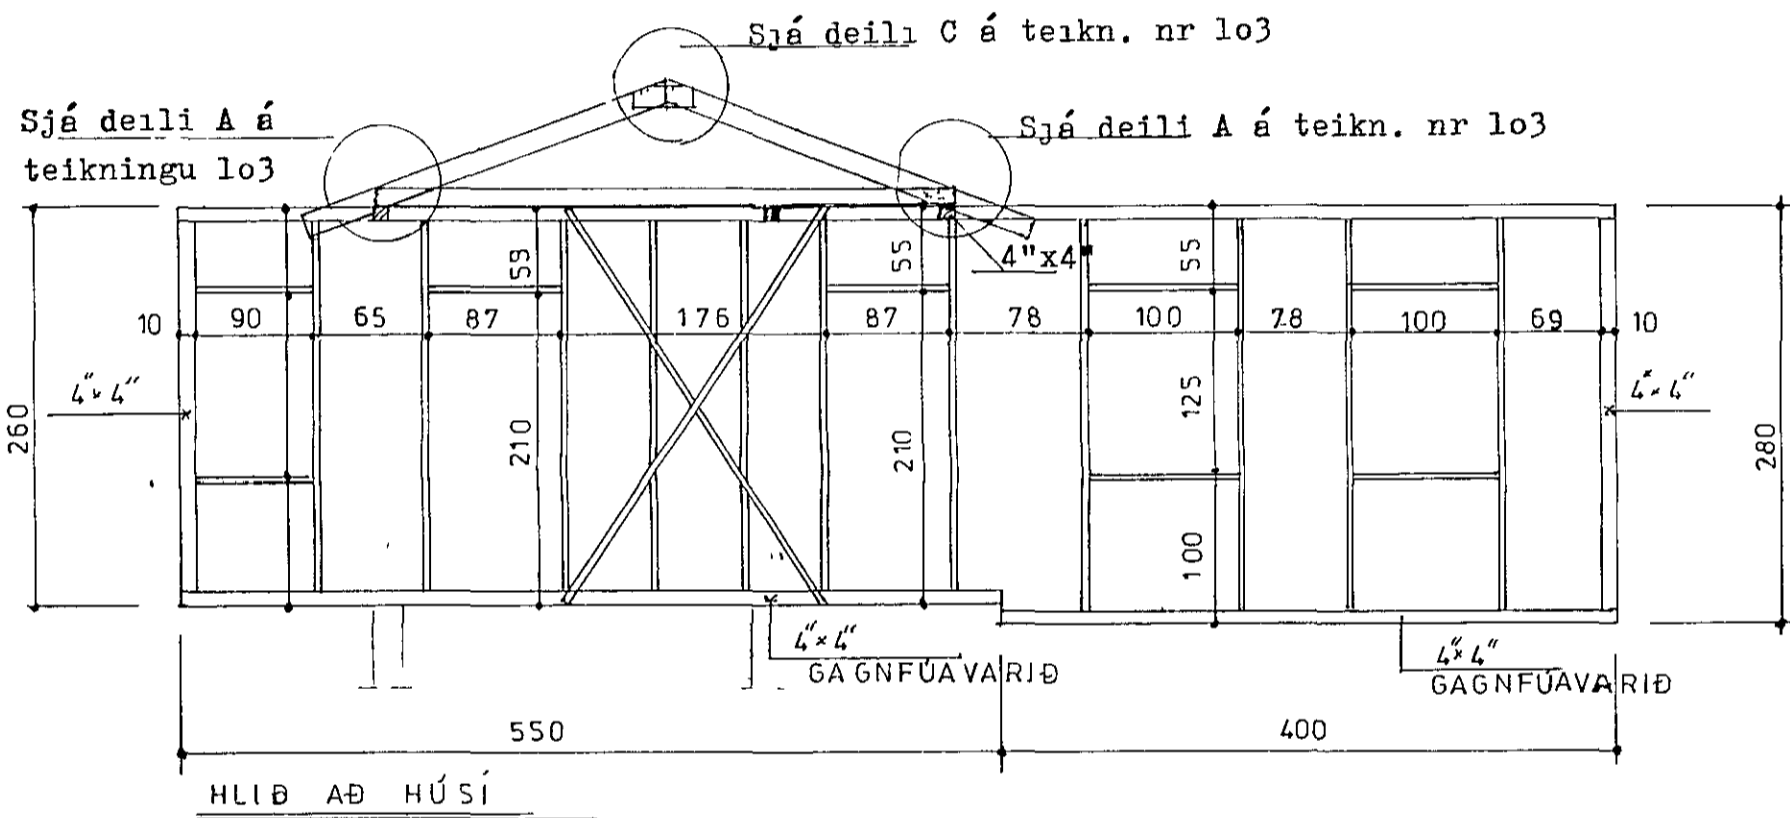 Sjá deili C á teikn. nr lo3
Sjá deili A á
teikningu lo3
Sjá deili A á teikn. nr lo3
4"x4"
59
55
55
10
90
65
87
176
87
78
100
78
100
69
10
4"x4"
4"x4"
260
210
210
125
100
280
4"x4"
GAGNFÚAVARIÐ
4"x4"
GAGNFÚAVARIÐ
550
400
HLIÐ AÐ HÚSÍ